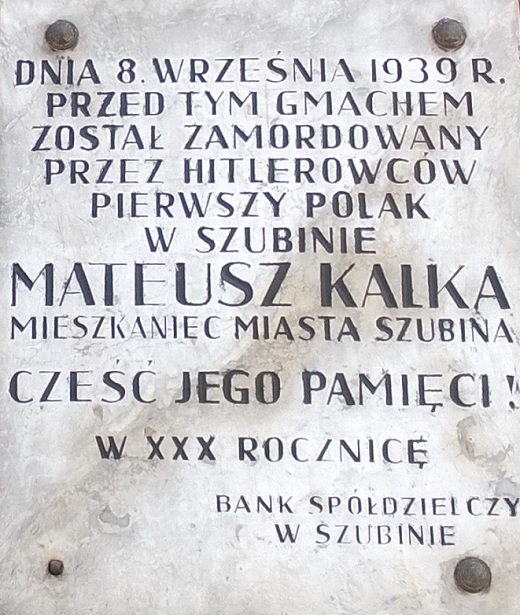 DNIA 8. WRZEŚNIA 1939 R.
PRZED TYM GMACHEM
ZOSTAŁ ZAMORDOWANY
PRZEZ HITLEROWCÓW
PIERWSZY POLAK
W SZUBINIE
MATEUSZ KALKA
MIESZKANIEC MIASTA SZUBINA
CZEŚĆ JEGO PAMIĘCI!
W XXX ROCZNICĘ
BANK SPÓŁDZIELCZY
W SZUBINIE